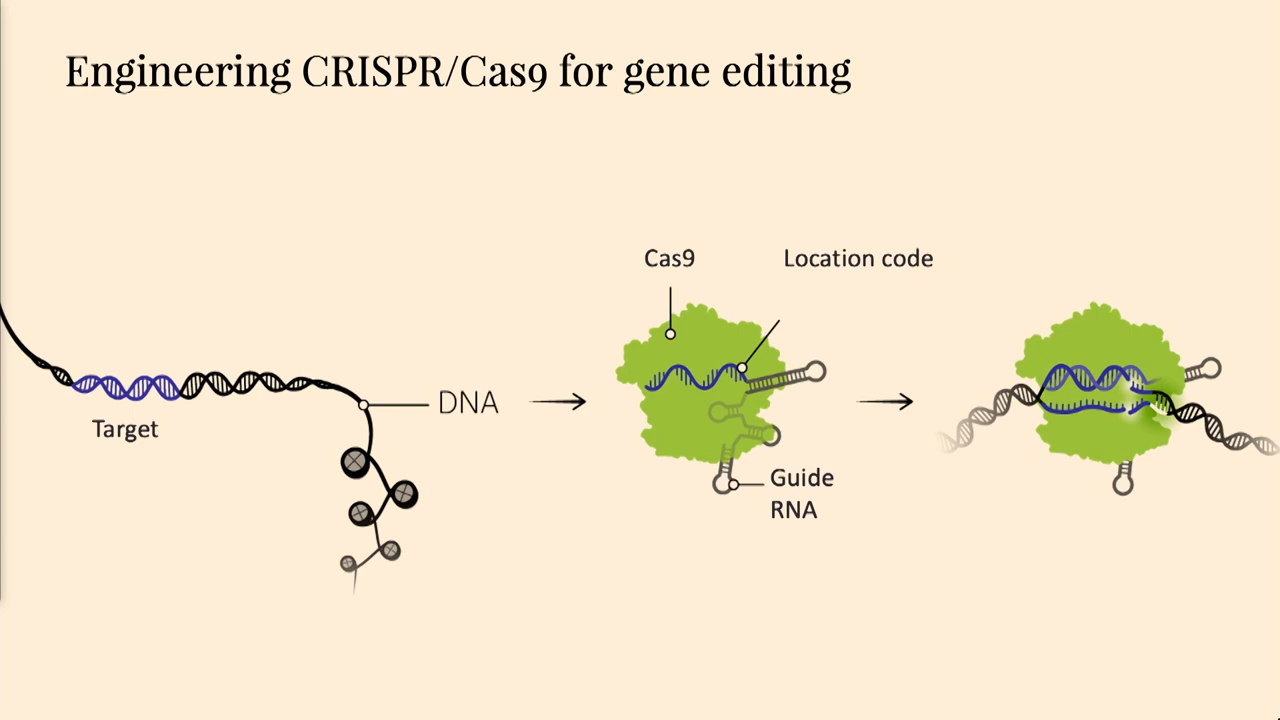 Engineering CRISPR/Cas9 for gene editing
Cas9
Location code
DNA
Target
Guide
RNA